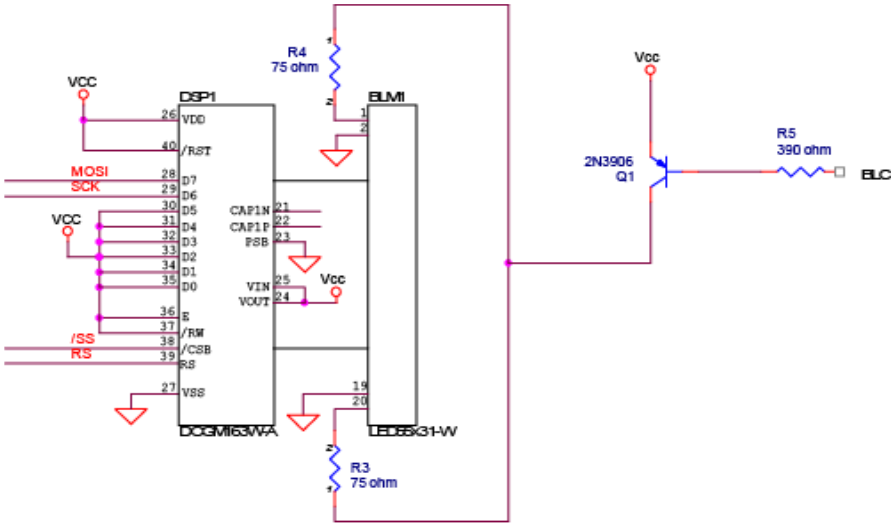 1
R4
75 ohm
2
VCC
DSP1
BLM1
Vcc
26 VDD
1
2
R5
390 ohm
40 /RST
2N3906
Q1
MOSI
28 D7
BLC
SCK
29 D6
30 D5
CAP1N 21
VCC
31 D4
CAP1P 22
32 D3
PSB 23
33 D2
34 D1
35 D0
VIN 25
Vcc
VOUT 24
36 E
37 /RW
/SS
38 /CSB
RS
39 RS
27 VSS
19
20
DOGM163W-A
LED55x31-W
2
R3
75 ohm
1